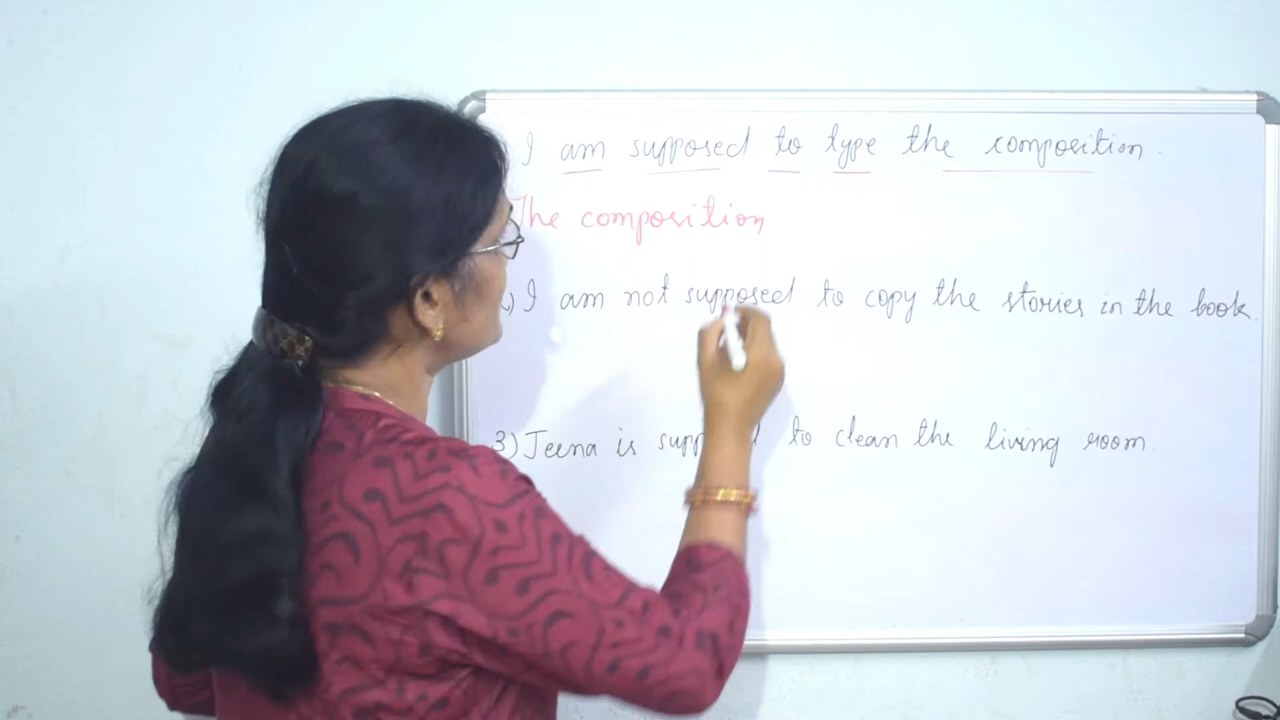 I am supposed to type the composition.
The composition
) I am not supposed to copy the stories in the book.
3) Jeena is to clean the living room.